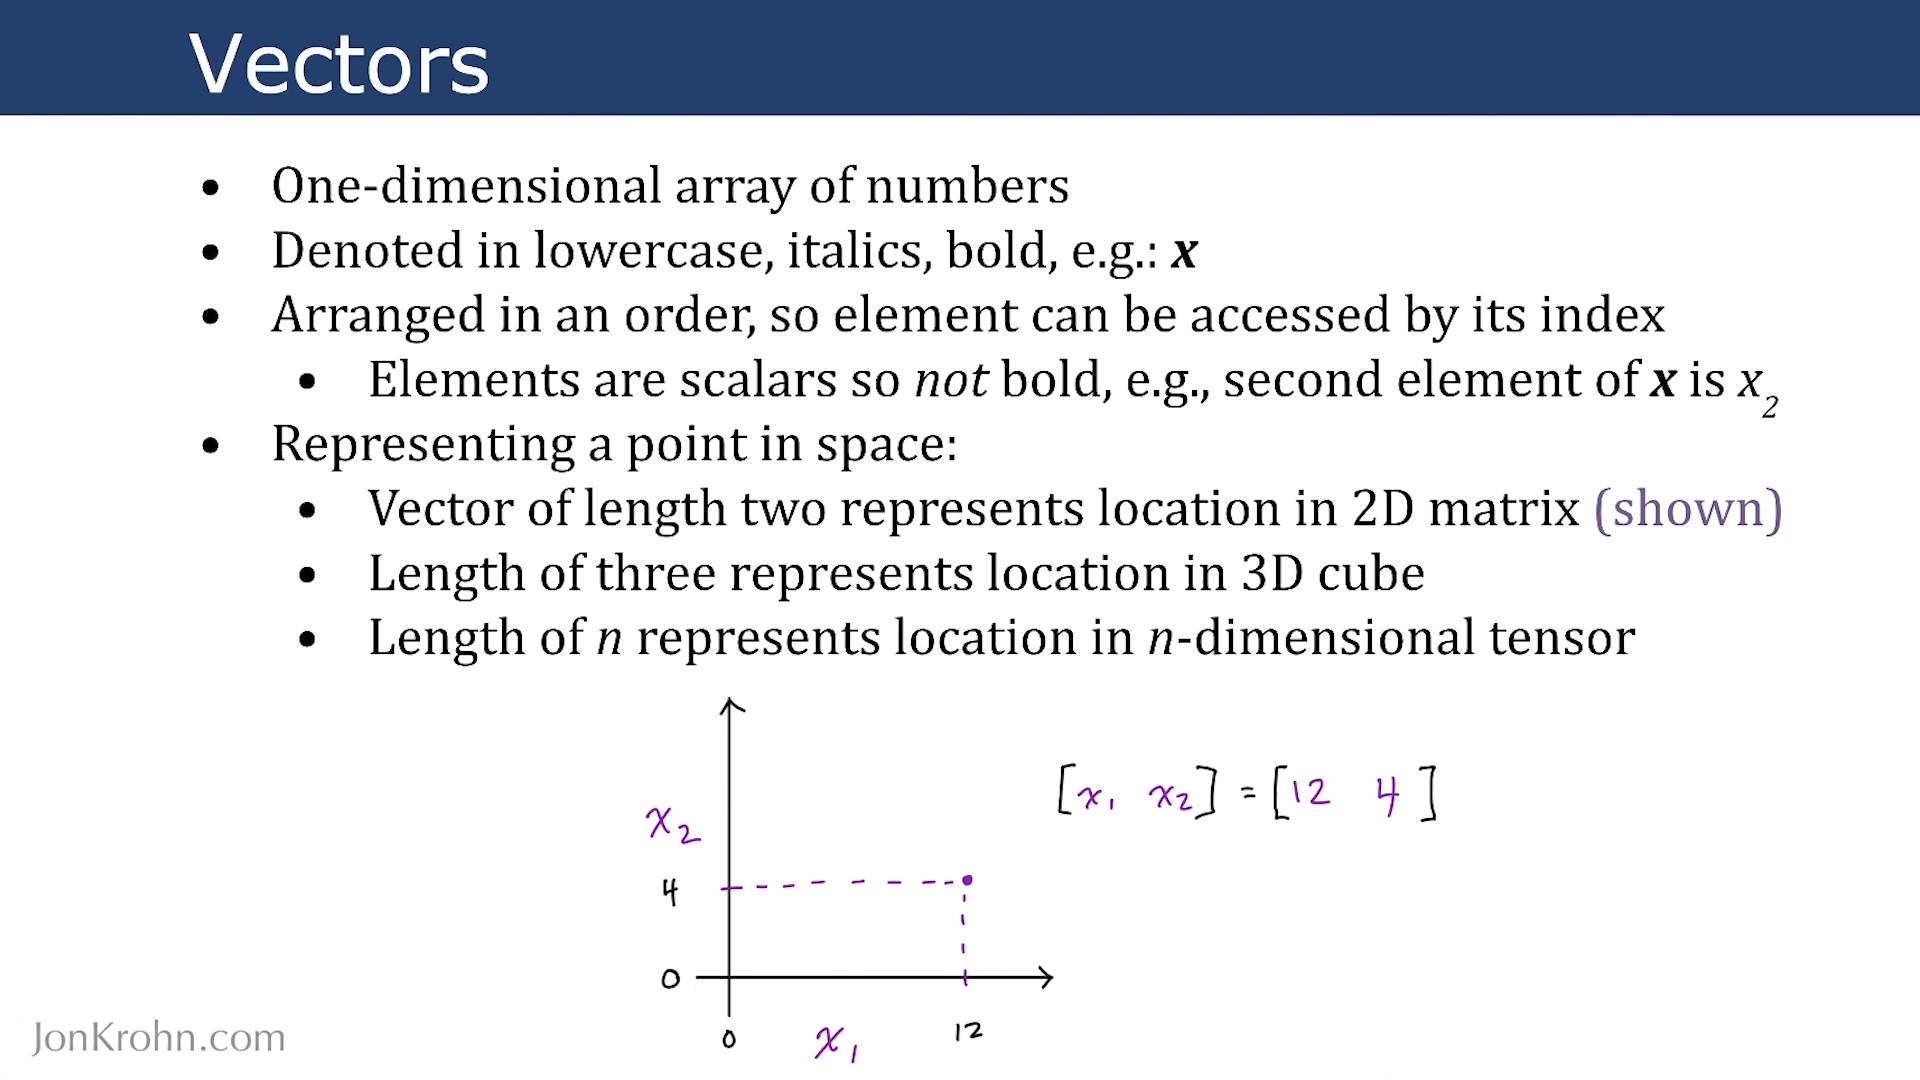 Vectors
• One-dimensional array of numbers
• Denoted in lowercase, italics, bold, e.g.: x
• Arranged in an order, so element can be accessed by its index
• Elements are scalars so not bold, e.g., second element of x is x₂
• Representing a point in space:
• Vector of length two represents location in 2D matrix (shown)
• Length of three represents location in 3D cube
• Length of n represents location in n-dimensional tensor
[x₁ x₂] = [12 4]
x₂
4
0
0 x₁ 12
JonKrohn.com